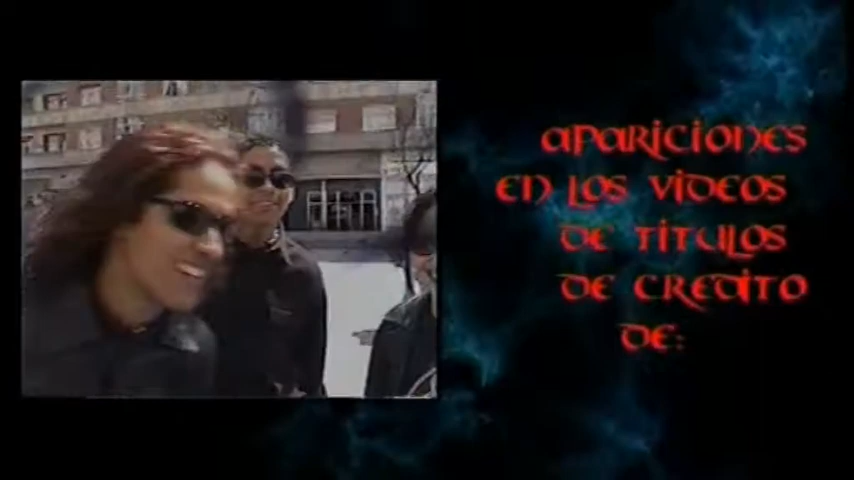 APARICIONES
EN LOS VIDEOS
DE TITULOS
DE CREDITO
DE: